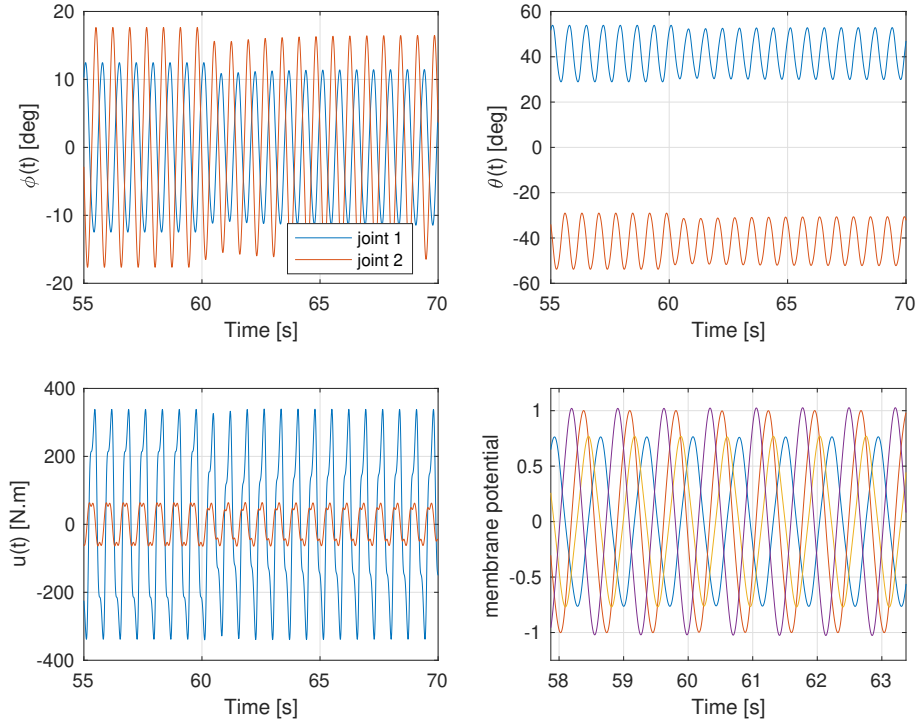 20
10
0
-10
-20
ϕ(t) [deg]
55 60 65 70
Time [s]
joint 1
joint 2
60
40
20
0
-20
-40
-60
θ(t) [deg]
55 60 65 70
Time [s]
400
200
0
-200
-400
u(t) [N.m]
55 60 65 70
Time [s]
1
0.5
0
-0.5
-1
membrane potential
58 59 60 61 62 63
Time [s]